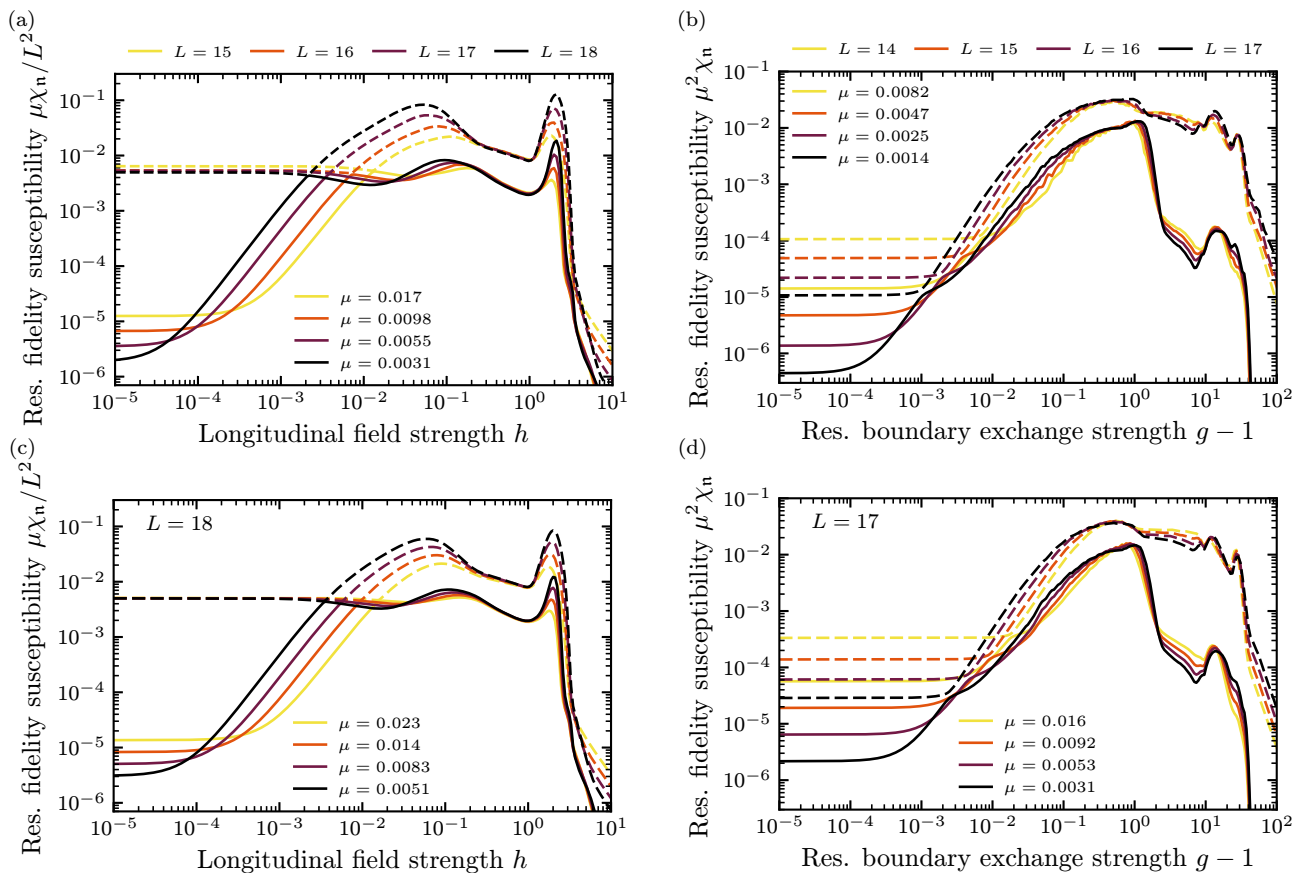 (a)
L = 15 L = 16 L = 17 L = 18
Res. fidelity susceptibility μχₙ/L²
10⁻¹
10⁻²
10⁻³
10⁻⁴
10⁻⁵
10⁻⁶
μ = 0.017
μ = 0.0098
μ = 0.0055
μ = 0.0031
10⁻⁵ 10⁻⁴ 10⁻³ 10⁻² 10⁻¹ 10⁰ 10¹
Longitudinal field strength h
(b)
L = 14 L = 15 L = 16 L = 17
Res. fidelity susceptibility μ²χₙ
10⁻¹
10⁻²
10⁻³
10⁻⁴
10⁻⁵
10⁻⁶
μ = 0.0082
μ = 0.0047
μ = 0.0025
μ = 0.0014
10⁻⁵ 10⁻⁴ 10⁻³ 10⁻² 10⁻¹ 10⁰ 10¹ 10²
Res. boundary exchange strength g − 1
(c)
L = 18
Res. fidelity susceptibility μχₙ/L²
10⁻¹
10⁻²
10⁻³
10⁻⁴
10⁻⁵
10⁻⁶
μ = 0.023
μ = 0.014
μ = 0.0083
μ = 0.0051
10⁻⁵ 10⁻⁴ 10⁻³ 10⁻² 10⁻¹ 10⁰ 10¹
Longitudinal field strength h
(d)
L = 17
Res. fidelity susceptibility μ²χₙ
10⁻¹
10⁻²
10⁻³
10⁻⁴
10⁻⁵
10⁻⁶
μ = 0.016
μ = 0.0092
μ = 0.0053
μ = 0.0031
10⁻⁵ 10⁻⁴ 10⁻³ 10⁻² 10⁻¹ 10⁰ 10¹ 10²
Res. boundary exchange strength g − 1